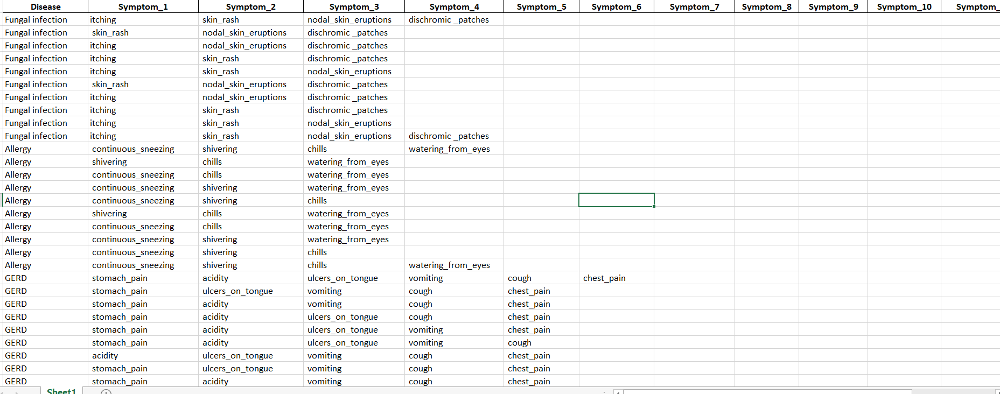 Disease Symptom_1 Symptom_2 Symptom_3 Symptom_4 Symptom_5 Symptom_6 Symptom_7 Symptom_8 Symptom_9 Symptom_10 Symptom_
Fungal infection itching skin_rash nodal_skin_eruptions dischromic _patches
Fungal infection skin_rash nodal_skin_eruptions dischromic _patches
Fungal infection itching nodal_skin_eruptions dischromic _patches
Fungal infection itching skin_rash dischromic _patches
Fungal infection itching skin_rash nodal_skin_eruptions
Fungal infection skin_rash nodal_skin_eruptions dischromic _patches
Fungal infection itching nodal_skin_eruptions dischromic _patches
Fungal infection itching skin_rash dischromic _patches
Fungal infection itching skin_rash nodal_skin_eruptions
Fungal infection itching skin_rash nodal_skin_eruptions dischromic _patches
Allergy continuous_sneezing shivering chills watering_from_eyes
Allergy shivering chills watering_from_eyes
Allergy continuous_sneezing chills watering_from_eyes
Allergy continuous_sneezing shivering watering_from_eyes
Allergy continuous_sneezing shivering chills
Allergy shivering chills watering_from_eyes
Allergy continuous_sneezing chills watering_from_eyes
Allergy continuous_sneezing shivering watering_from_eyes
Allergy continuous_sneezing shivering chills
Allergy continuous_sneezing shivering chills watering_from_eyes
GERD stomach_pain acidity ulcers_on_tongue vomiting cough chest_pain
GERD stomach_pain ulcers_on_tongue vomiting cough chest_pain
GERD stomach_pain acidity vomiting cough chest_pain
GERD stomach_pain acidity ulcers_on_tongue cough chest_pain
GERD stomach_pain acidity ulcers_on_tongue vomiting chest_pain
GERD stomach_pain acidity ulcers_on_tongue vomiting cough
GERD acidity ulcers_on_tongue vomiting cough chest_pain
GERD stomach_pain ulcers_on_tongue vomiting cough chest_pain
GERD stomach_pain acidity vomiting cough chest_pain
Sheet1